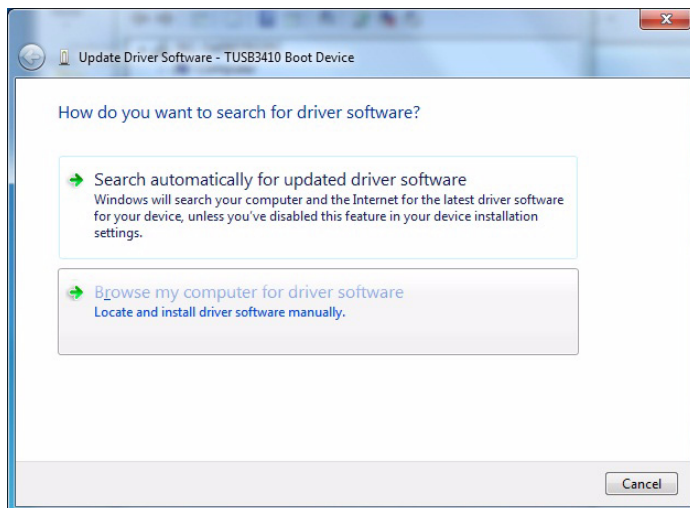 Update Driver Software - TUSB3410 Boot Device
How do you want to search for driver software?
Search automatically for updated driver software
Windows will search your computer and the Internet for the latest driver software
for your device, unless you've disabled this feature in your device installation
settings.
Browse my computer for driver software
Locate and install driver software manually.
Cancel